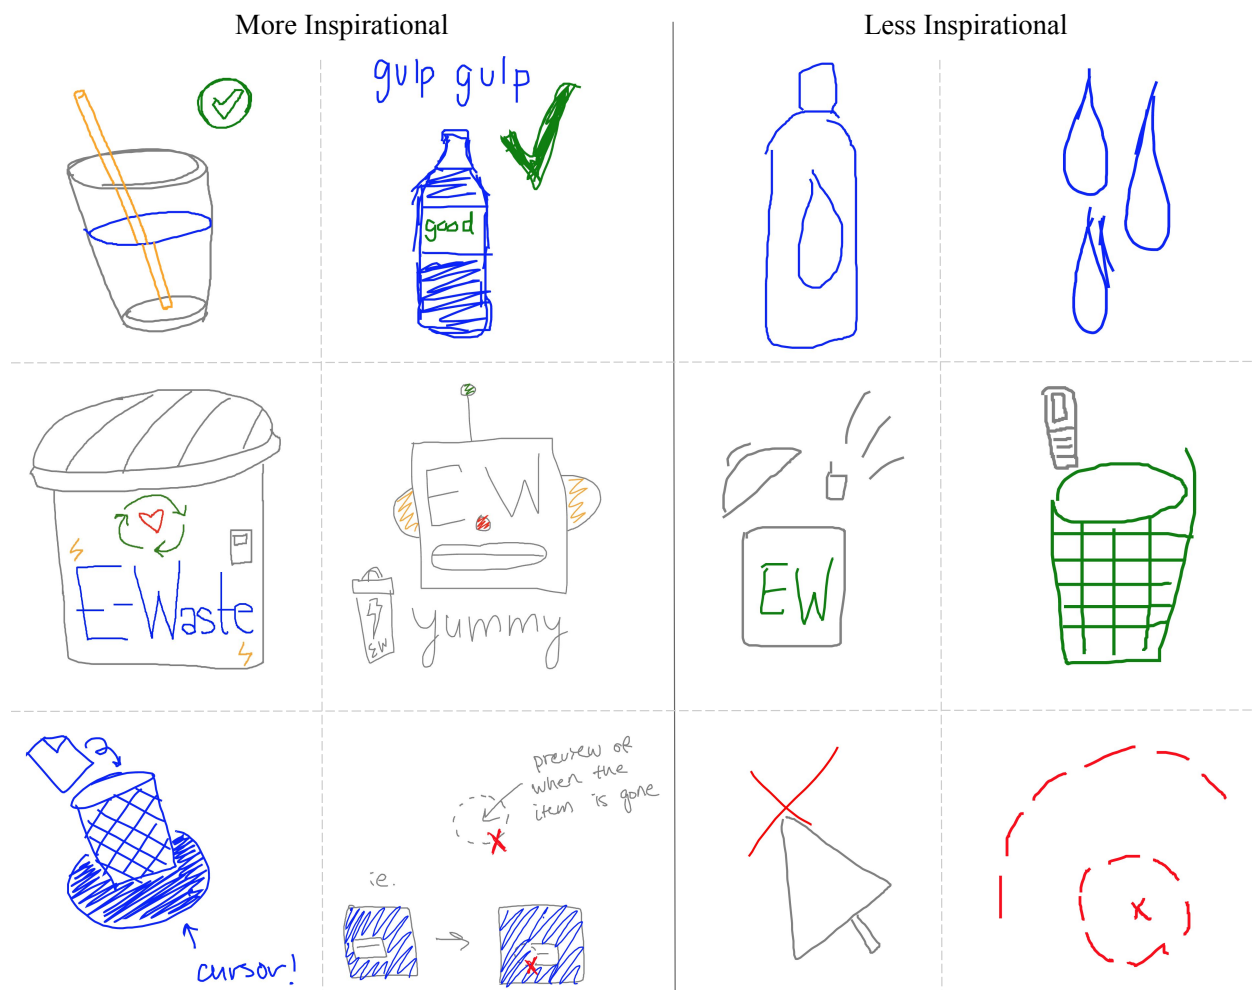 More Inspirational
Less Inspirational
gulp gulp
good
E-Waste
EW
EW
yummy
EW
preview of
when the
item is gone
i.e.
cursor!